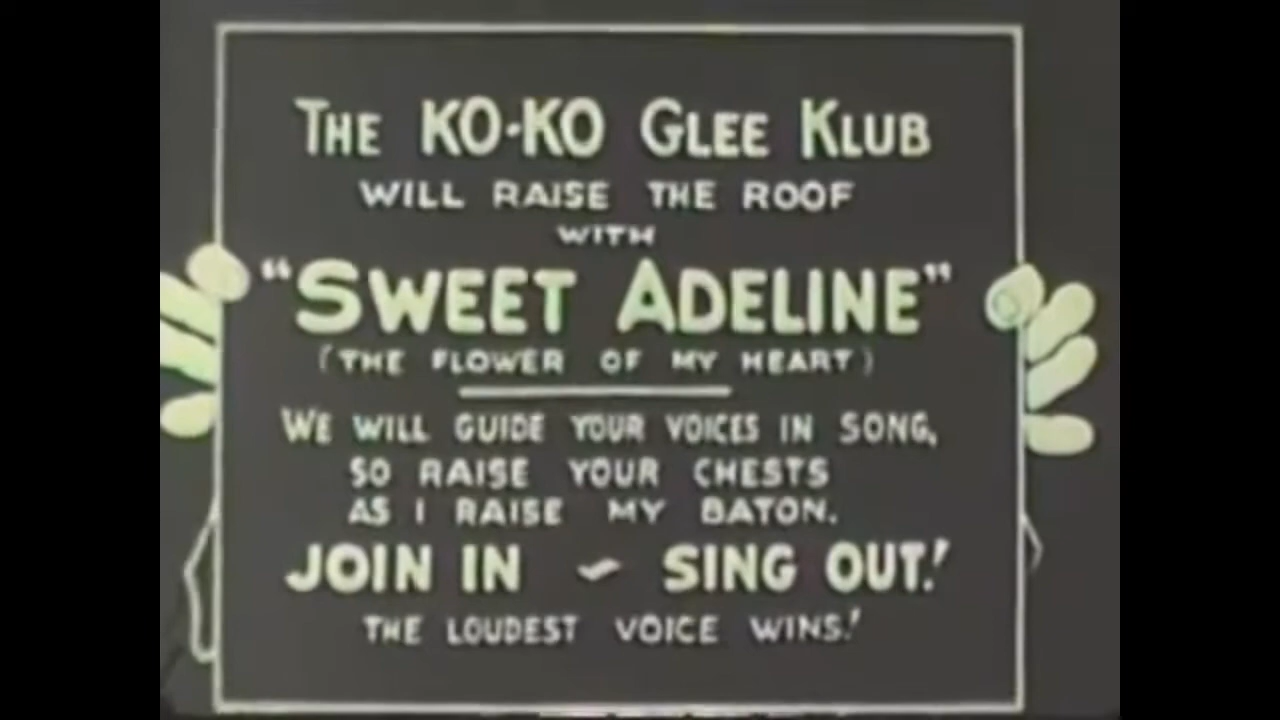 THE KO-KO GLEE KLUB
WILL RAISE THE ROOF
WITH
"SWEET ADELINE"
(THE FLOWER OF MY HEART)
WE WILL GUIDE YOUR VOICES IN SONG,
SO RAISE YOUR CHESTS
AS I RAISE MY BATON.
JOIN IN ~ SING OUT!
THE LOUDEST VOICE WINS!